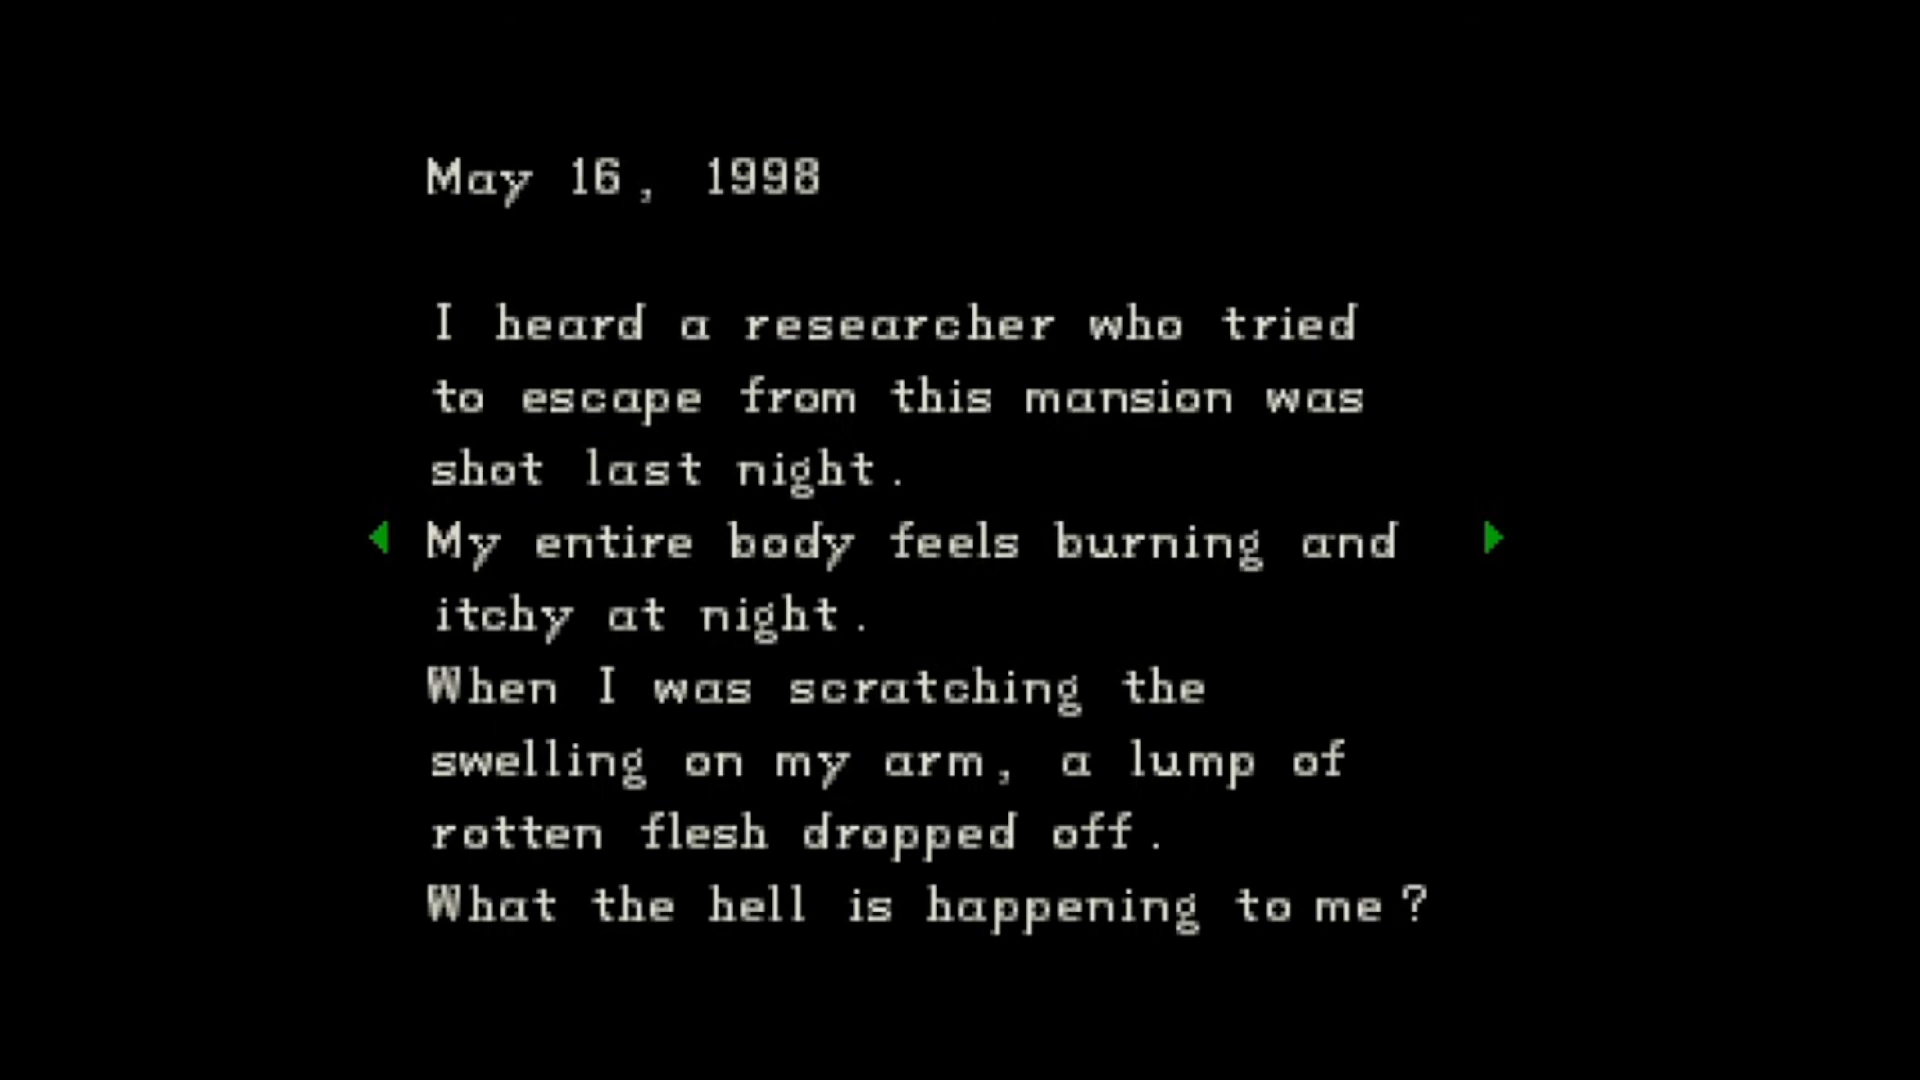 May 16, 1998
I heard a researcher who tried
to escape from this mansion was
shot last night.
My entire body feels burning and
itchy at night.
When I was scratching the
swelling on my arm, a lump of
rotten flesh dropped off.
What the hell is happening to me?